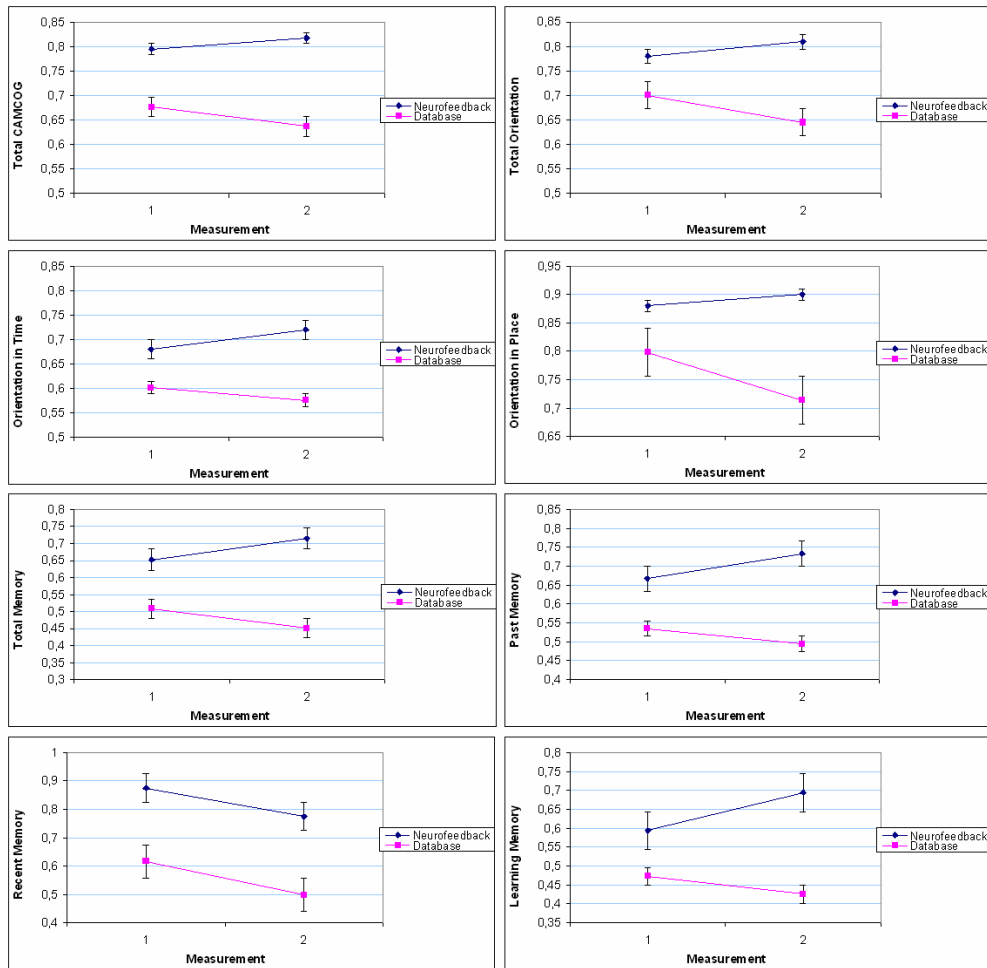 Total CAMCOG
0,85
0,8
0,75
0,7
0,65
0,6
0,55
0,5
1 2
Measurement
Neurofeedback
Database
Total Orientation
0,85
0,8
0,75
0,7
0,65
0,6
0,55
0,5
1 2
Measurement
Neurofeedback
Database
Orientation in Time
0,85
0,8
0,75
0,7
0,65
0,6
0,55
0,5
1 2
Measurement
Neurofeedback
Database
Orientation in Place
0,95
0,9
0,85
0,8
0,75
0,7
0,65
1 2
Measurement
Neurofeedback
Database
Total Memory
0,8
0,75
0,7
0,65
0,6
0,55
0,5
0,45
0,4
0,35
0,3
1 2
Measurement
Neurofeedback
Database
Past Memory
0,85
0,8
0,75
0,7
0,65
0,6
0,55
0,5
0,45
0,4
1 2
Measurement
Neurofeedback
Database
Recent Memory
1
0,9
0,8
0,7
0,6
0,5
0,4
1 2
Measurement
Neurofeedback
Database
Learning Memory
0,8
0,75
0,7
0,65
0,6
0,55
0,5
0,45
0,4
0,35
1 2
Measurement
Neurofeedback
Database